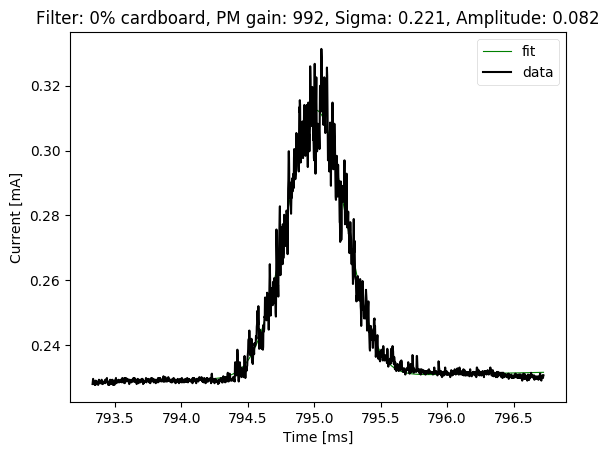 Filter: 0% cardboard, PM gain: 992, Sigma: 0.221, Amplitude: 0.082
fit
data
0.32
0.30
0.28
0.26
0.24
Current [mA]
793.5 794.0 794.5 795.0 795.5 796.0 796.5
Time [ms]